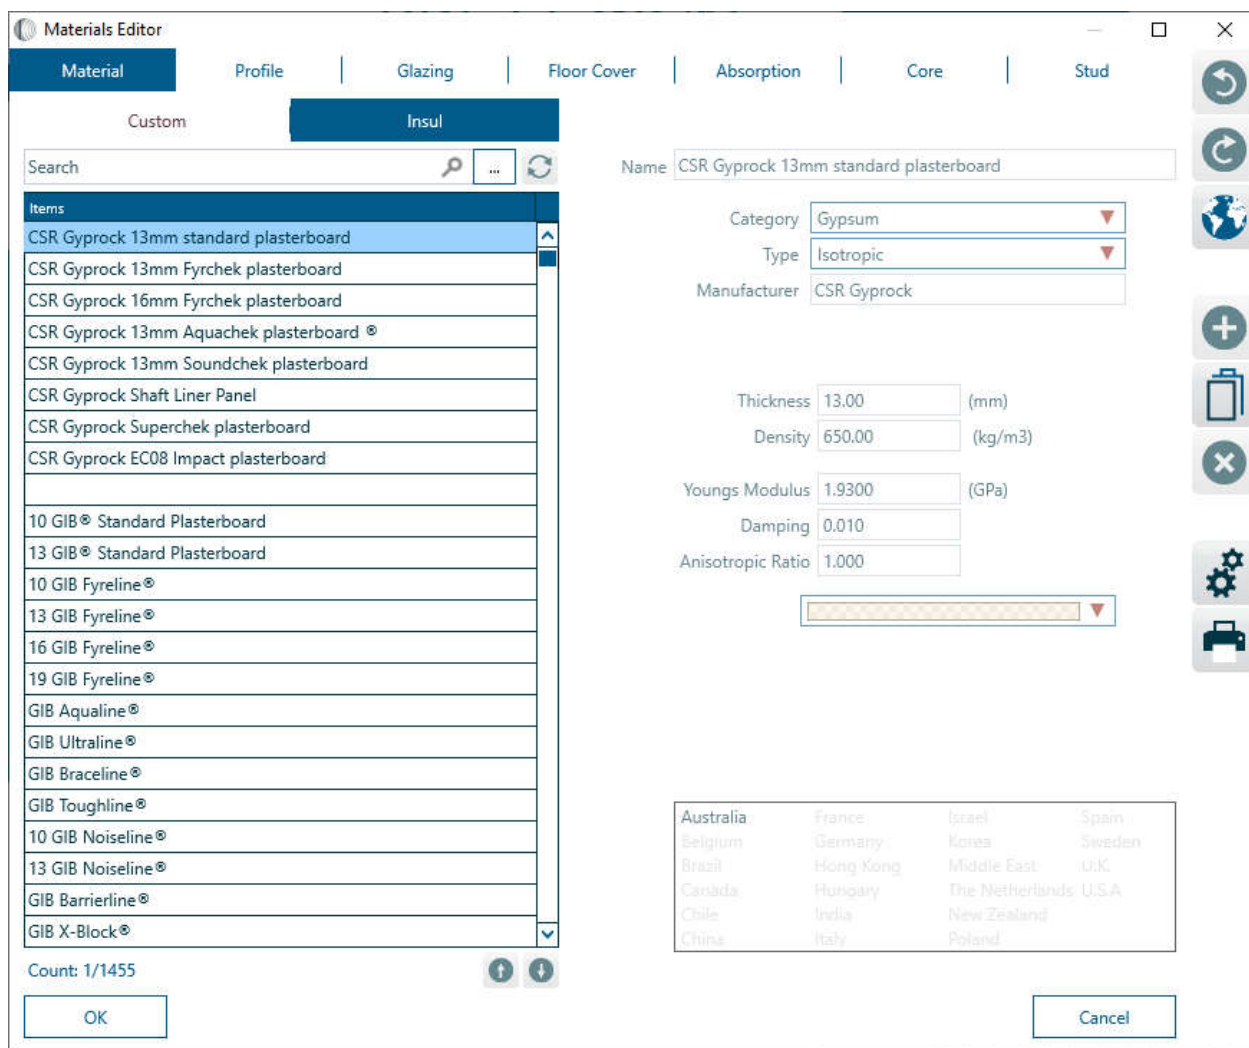 Materials Editor
Material Profile Glazing Floor Cover Absorption Core Stud
Custom Insul
Search ...
Items
CSR Gyprock 13mm standard plasterboard
CSR Gyprock 13mm Fyrchek plasterboard
CSR Gyprock 16mm Fyrchek plasterboard
CSR Gyprock 13mm Aquachek plasterboard ®
CSR Gyprock 13mm Soundchek plasterboard
CSR Gyprock Shaft Liner Panel
CSR Gyprock Superchek plasterboard
CSR Gyprock EC08 Impact plasterboard
10 GIB® Standard Plasterboard
13 GIB® Standard Plasterboard
10 GIB Fyreline®
13 GIB Fyreline®
16 GIB Fyreline®
19 GIB Fyreline®
GIB Aqualine®
GIB Ultraline®
GIB Braceline®
GIB Toughline®
10 GIB Noiseline®
13 GIB Noiseline®
GIB Barrierline®
GIB X-Block®
Count: 1/1455
OK
Name CSR Gyprock 13mm standard plasterboard
Category Gypsum
Type Isotropic
Manufacturer CSR Gyprock
Thickness 13.00 (mm)
Density 650.00 (kg/m3)
Youngs Modulus 1.9300 (GPa)
Damping 0.010
Anisotropic Ratio 1.000
Australia France Israel Spain
Belgium Germany Korea Sweden
Brazil Hong Kong Middle East U.K.
Canada Hungary The Netherlands U.S.A
Chile India New Zealand
China Italy Poland
Cancel